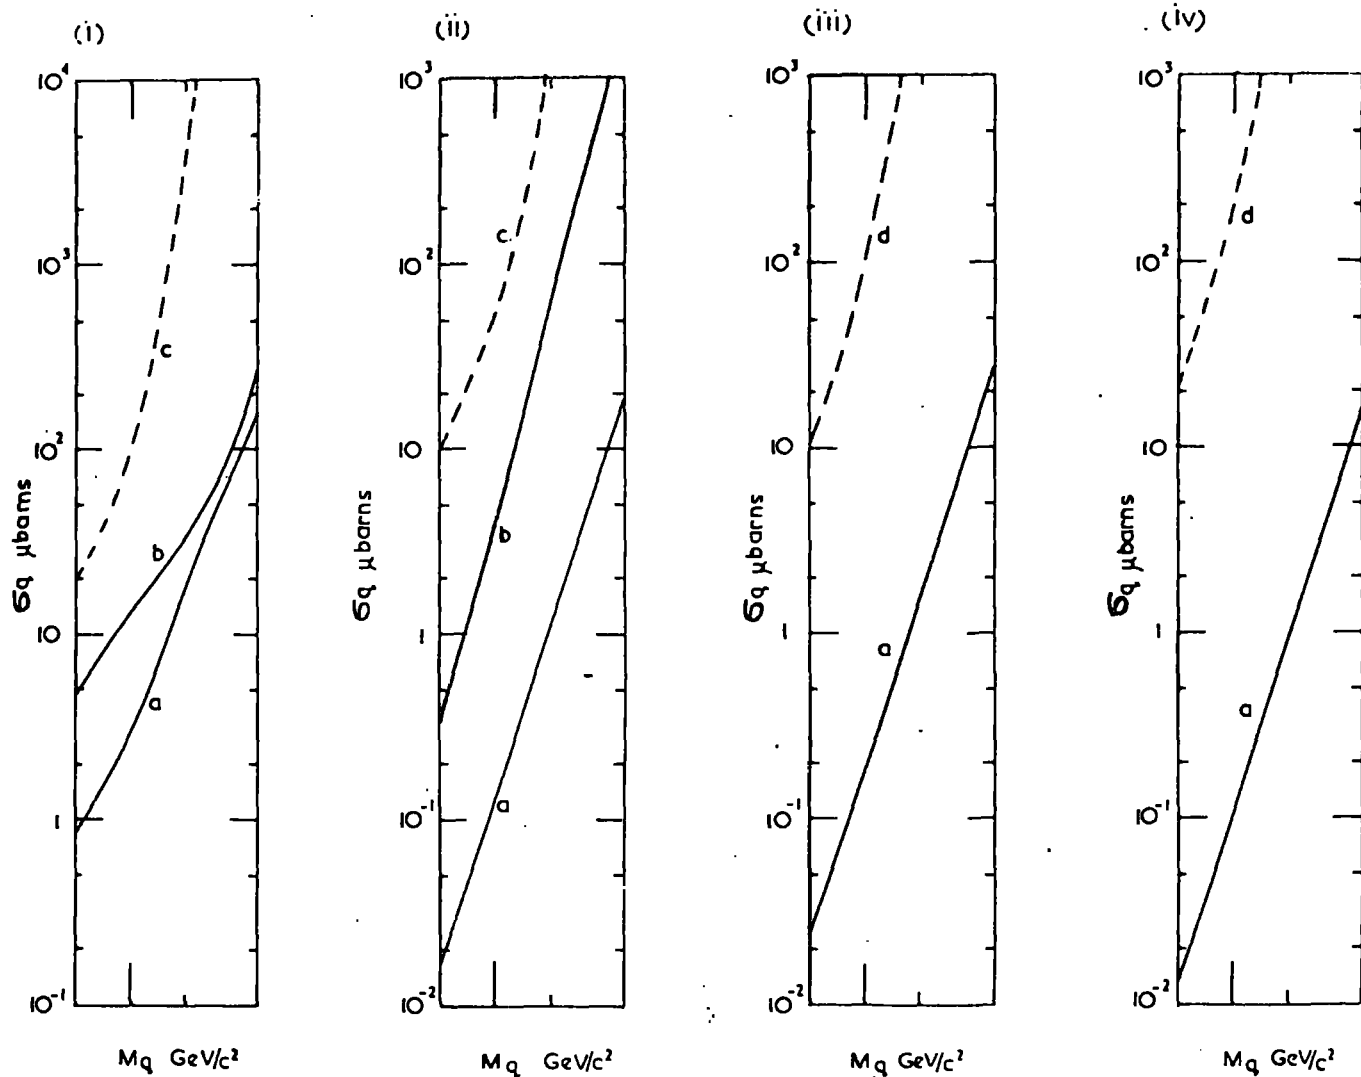 (i)
10⁴
10³
10²
10
1
10⁻¹
c
b
a
σq μbarns
Mq GeV/c²
(ii)
10³
10²
10
1
10⁻¹
10⁻²
c
b
a
σq μbarns
Mq GeV/c²
(iii)
10³
10²
10
1
10⁻¹
10⁻²
d
a
σq μbarns
Mq GeV/c²
(iv)
10³
10²
10
1
10⁻¹
10⁻²
d
a
σq μbarns
Mq GeV/c²